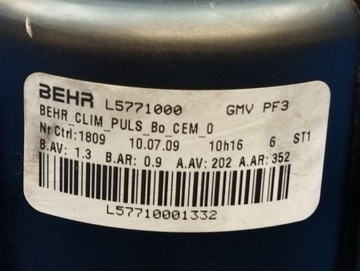 BEHR L5771000 GMV PF3
BEHR_CLIM_PULS_Bo_CEM_0
Nr Ctrl:1809 10.07.09 10h16 6 ST1
B.AV: 1.3 B.AR: 0.9 A.AV: 202 A.AR: 352
L57710001332